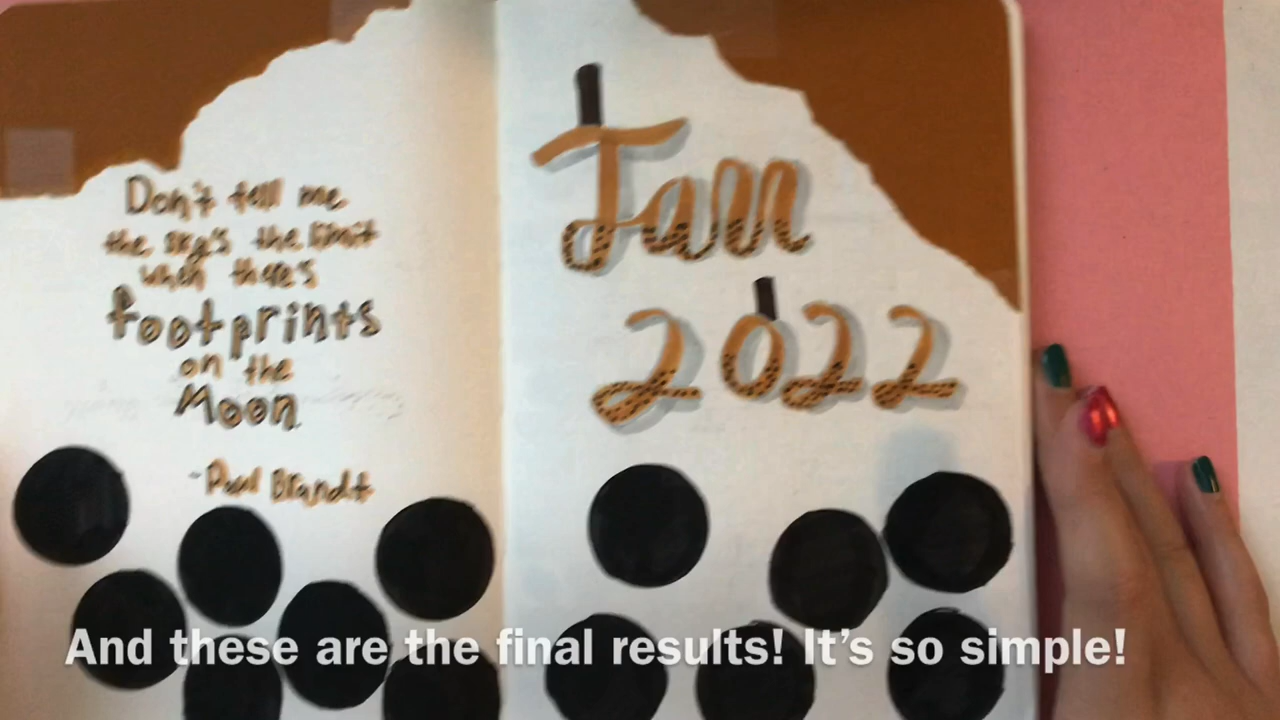 Don't tell me
the sky's the limit
when there's
footprints
on the
Moon
-Paul Brandt
Jan
2022
And these are the final results! It's so simple!